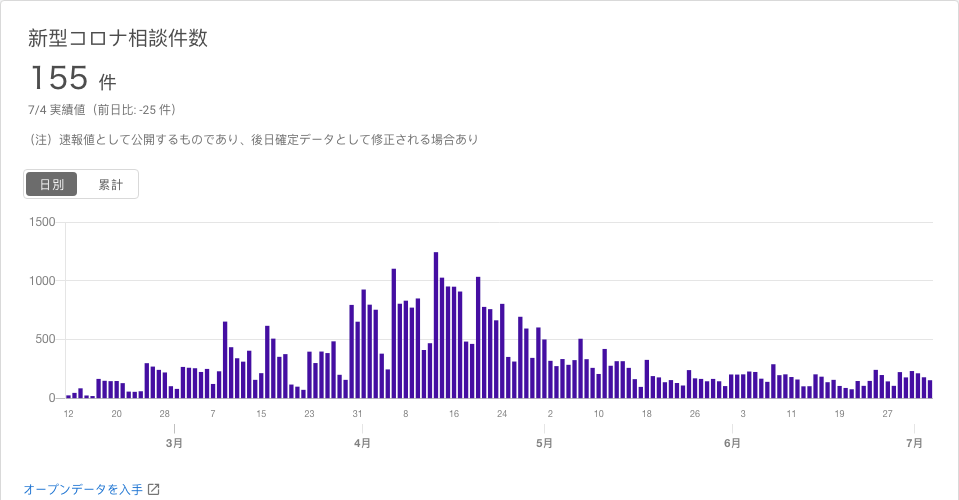 新型コロナ相談件数
155 件
7/4 実績値（前日比: -25 件）
（注）速報値として公開するものであり、後日確定データとして修正される場合あり
日別 累計
1500
1000
500
0
12 20 28 7 15 23 31 8 16 24 2 10 18 26 3 11 19 27
3月 4月 5月 6月 7月
オープンデータを入手